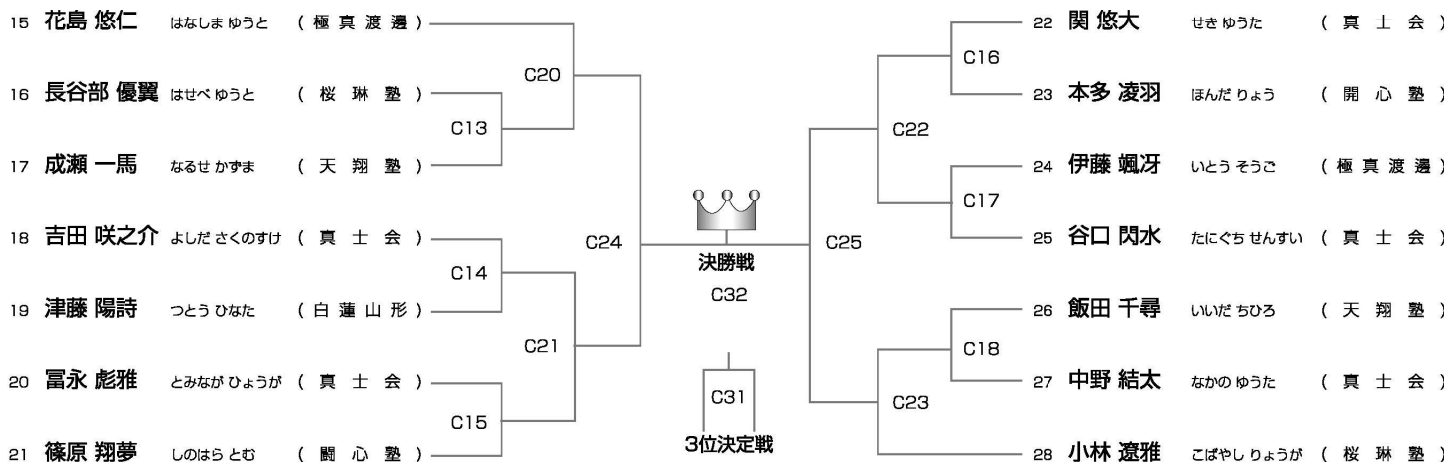 15 花島 悠仁 はなしま ゆうと ( 極 真 渡 邊 )
16 長谷部 優翼 はせべ ゆうと ( 桜 琳 塾 )
17 成瀬 一馬 なるせ かずま ( 天 翔 塾 )
18 吉田 咲之介 よしだ さくのすけ ( 真 士 会 )
19 津藤 陽詩 つとう ひなた ( 白 蓮 山 形 )
20 冨永 彪雅 とみなが ひょうが ( 真 士 会 )
21 篠原 翔夢 しのはら とむ ( 闘 心 塾 )
C20
C13
C14
C21
C15
C24
決勝戦
C32
C31
3位決定戦
C25
C16
C22
C17
C18
C23
22 関 悠大 せき ゆうた ( 真 士 会 )
23 本多 凌羽 ほんだ りょう ( 開 心 塾 )
24 伊藤 颯冴 いとう そうご ( 極 真 渡 邊 )
25 谷口 閃水 たにぐち せんすい ( 真 士 会 )
26 飯田 千尋 いいだ ちひろ ( 天 翔 塾 )
27 中野 結太 なかの ゆうた ( 真 士 会 )
28 小林 遼雅 こばやし りょうが ( 桜 琳 塾 )